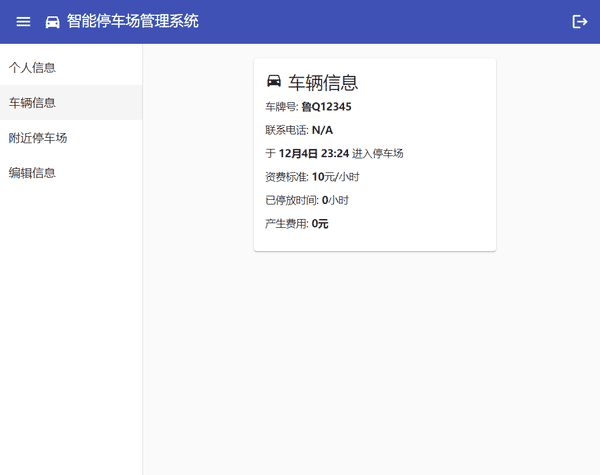 智能停车场管理系统
个人信息
车辆信息
附近停车场
编辑信息
车辆信息
车牌号: 鲁Q12345
联系电话: N/A
于 12月4日 23:24 进入停车场
资费标准: 10元/小时
已停放时间: 0小时
产生费用: 0元